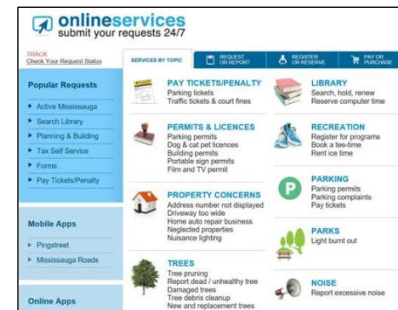 onlineservices
submit your requests 24/7
TRACK
Check Your Request Status
SERVICES BY TOPIC
REQUEST
OR REPORT
REGISTER
OR RESERVE
PAY OR
PURCHASE
Popular Requests
Active Mississauga
Search Library
Planning & Building
Tax Self Service
Forms
Pay Tickets/Penalty
Mobile Apps
Pingstreet
Mississauga Roads
Online Apps
PAY TICKETS/PENALTY
Parking tickets
Traffic tickets & court fines
PERMITS & LICENCES
Parking permits
Dog & cat pet licences
Building permits
Portable sign permits
Film and TV permit
PROPERTY CONCERNS
Address number not displayed
Driveway too wide
Home auto repair business
Neglected properties
Nuisance lighting
TREES
Tree pruning
Report dead / unhealthy tree
Damaged trees
Tree debris cleanup
New and replacement trees
LIBRARY
Search, hold, renew
Reserve computer time
RECREATION
Register for programs
Book a tee-time
Rent ice time
P
PARKING
Parking permits
Parking complaints
Pay tickets
PARKS
Light burnt out
NOISE
Report excessive noise